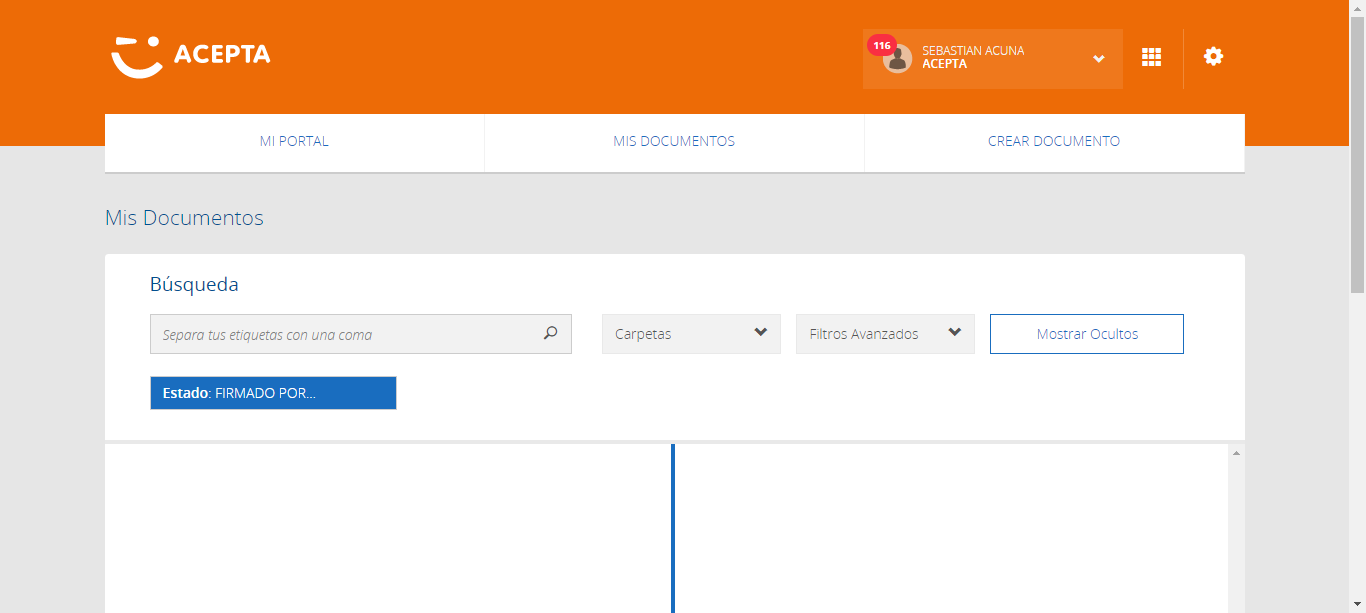 ACEPTA
116
SEBASTIAN ACUNA
ACEPTA
MI PORTAL
MIS DOCUMENTOS
CREAR DOCUMENTO
Mis Documentos
Búsqueda
Separa tus etiquetas con una coma
Carpetas
Filtros Avanzados
Mostrar Ocultos
Estado: FIRMADO POR...